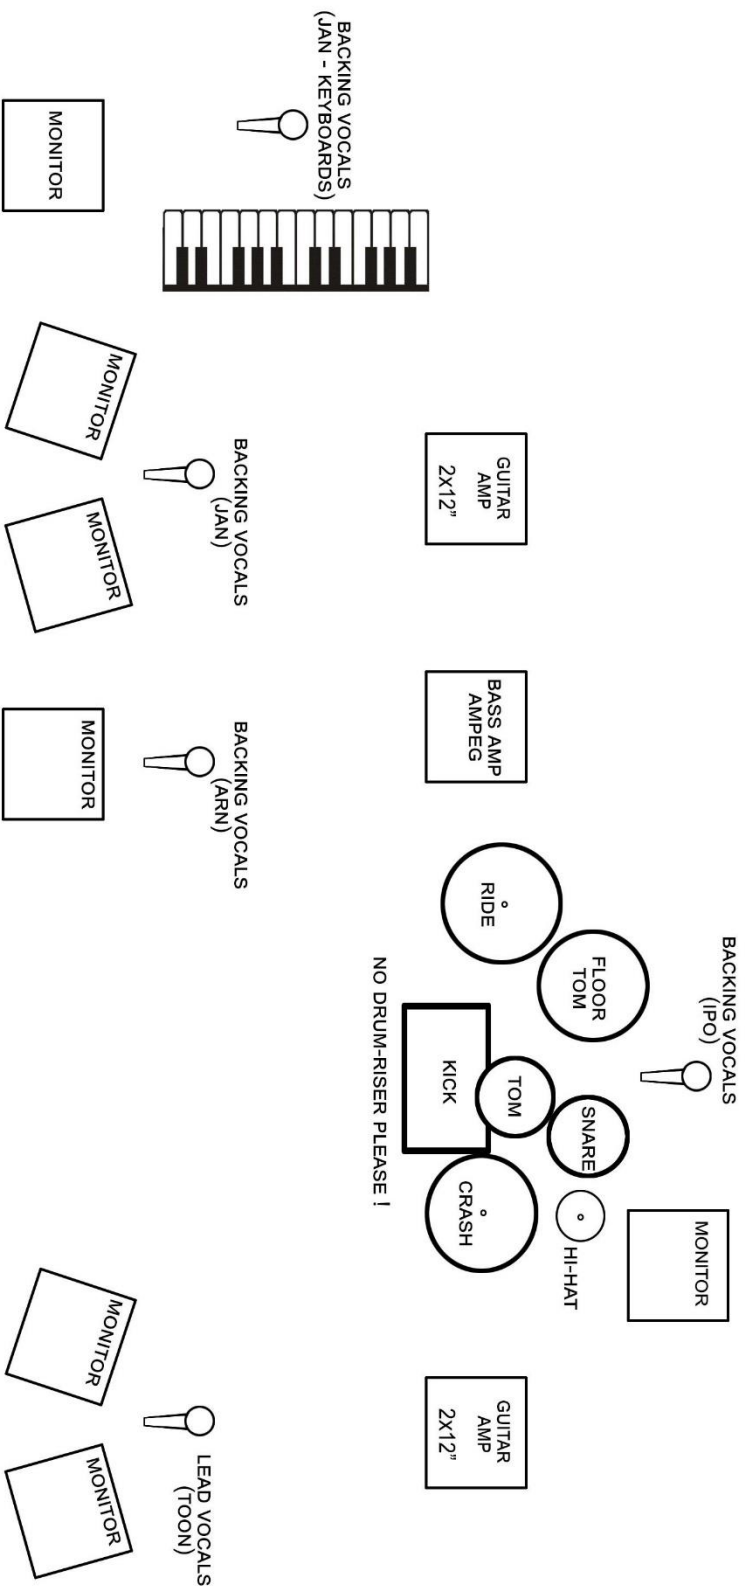 BACKING VOCALS
(IPO)
MONITOR
FLOOR
TOM
SNARE
HI-HAT
GUITAR
AMP
2x12"
BASS AMP
AMPEG
RIDE
TOM
KICK
CRASH
GUITAR
AMP
2x12"
NO DRUM-RISER PLEASE !
BACKING VOCALS
(JAN - KEYBOARDS)
BACKING VOCALS
(JAN)
BACKING VOCALS
(ARN)
LEAD VOCALS
(TOON)
MONITOR
MONITOR
MONITOR
MONITOR
MONITOR
MONITOR